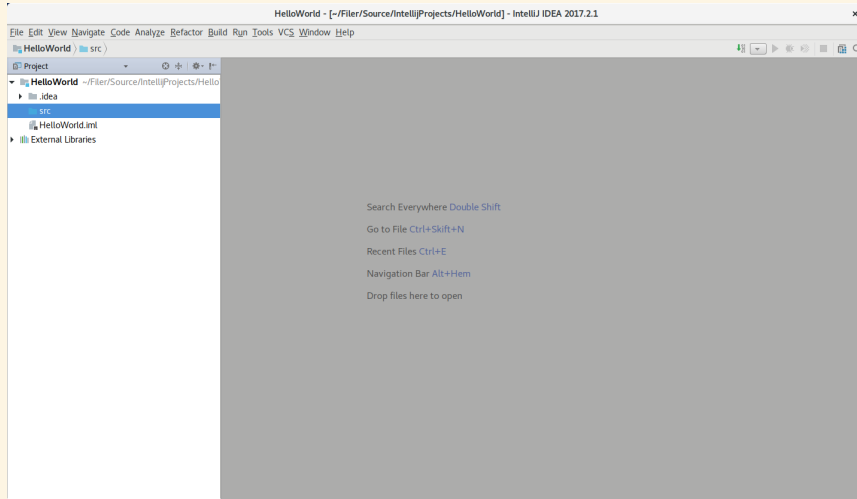 HelloWorld - [~/Filer/Source/IntellijProjects/HelloWorld] - IntelliJ IDEA 2017.2.1
File Edit View Navigate Code Analyze Refactor Build Run Tools VCS Window Help
HelloWorld src
Project
HelloWorld ~/Filer/Source/IntellijProjects/Hello
.idea
src
HelloWorld.iml
External Libraries
Search Everywhere Double Shift
Go to File Ctrl+Skift+N
Recent Files Ctrl+E
Navigation Bar Alt+Hem
Drop files here to open